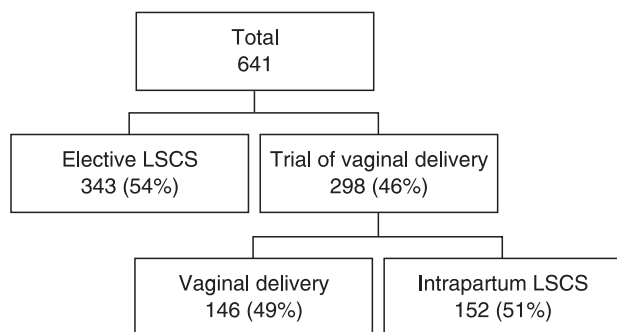 Total
641
Elective LSCS
343 (54%)
Trial of vaginal delivery
298 (46%)
Vaginal delivery
146 (49%)
Intrapartum LSCS
152 (51%)